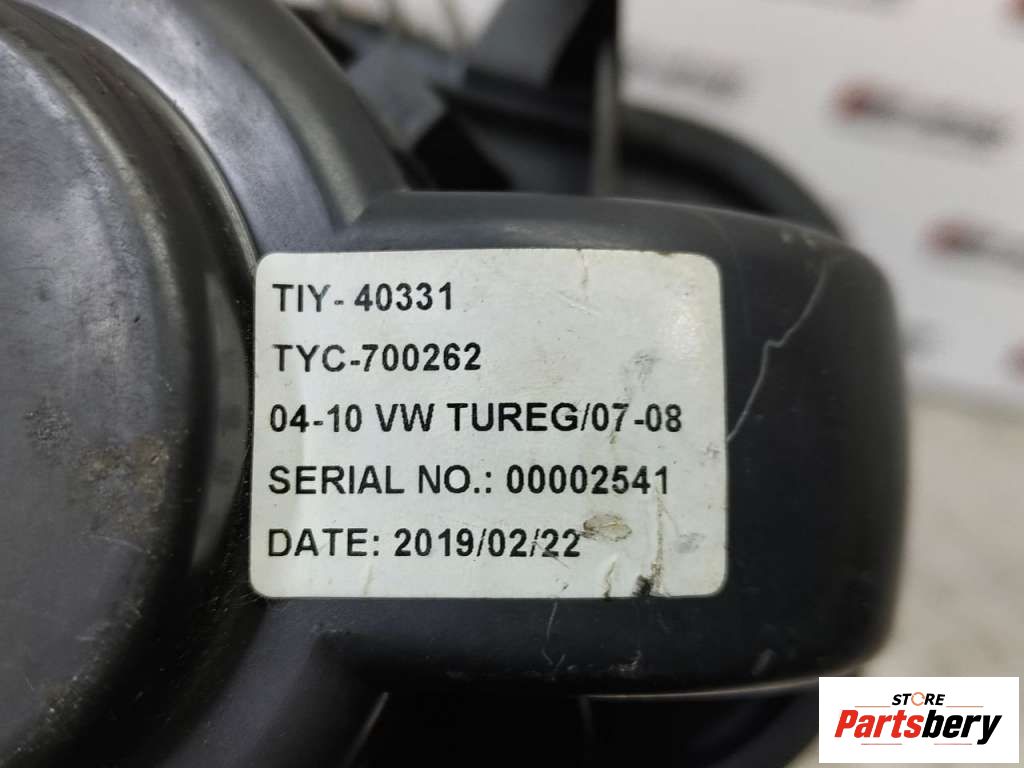 TIY- 40331
TYC-700262
04-10 VW TUREG/07-08
SERIAL NO.: 00002541
DATE: 2019/02/22
STORE
Partsbery